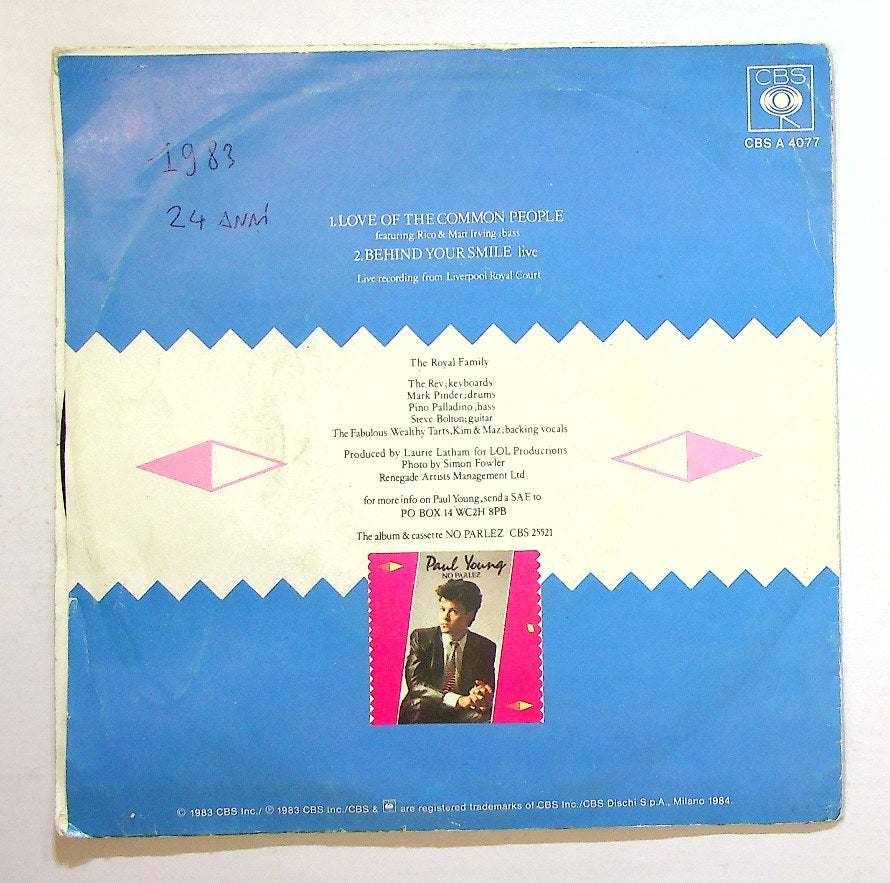 CBS
CBS A 4077
1983
24 ANNI
1. LOVE OF THE COMMON PEOPLE
featuring Rico & Matt Irving; bass
2. BEHIND YOUR SMILE live
Live recording from Liverpool Royal Court
The Royal Family
The Rev; keyboards
Mark Pinder; drums
Pino Palladino; bass
Steve Bolton; guitar
The Fabulous Wealthy Tarts, Kim & Maz; backing vocals
Produced by Laurie Latham for LOL Productions
Photo by Simon Fowler
Renegade Artists Management Ltd
for more info on Paul Young, send a SAE to
PO BOX 14 WC2H 8PB
The album & cassette NO PARLEZ CBS 25521
Paul Young
NO PARLEZ
© 1983 CBS Inc./ ℗ 1983 CBS Inc./CBS & are registered trademarks of CBS Inc./CBS Dischi S.p.A., Milano 1984.